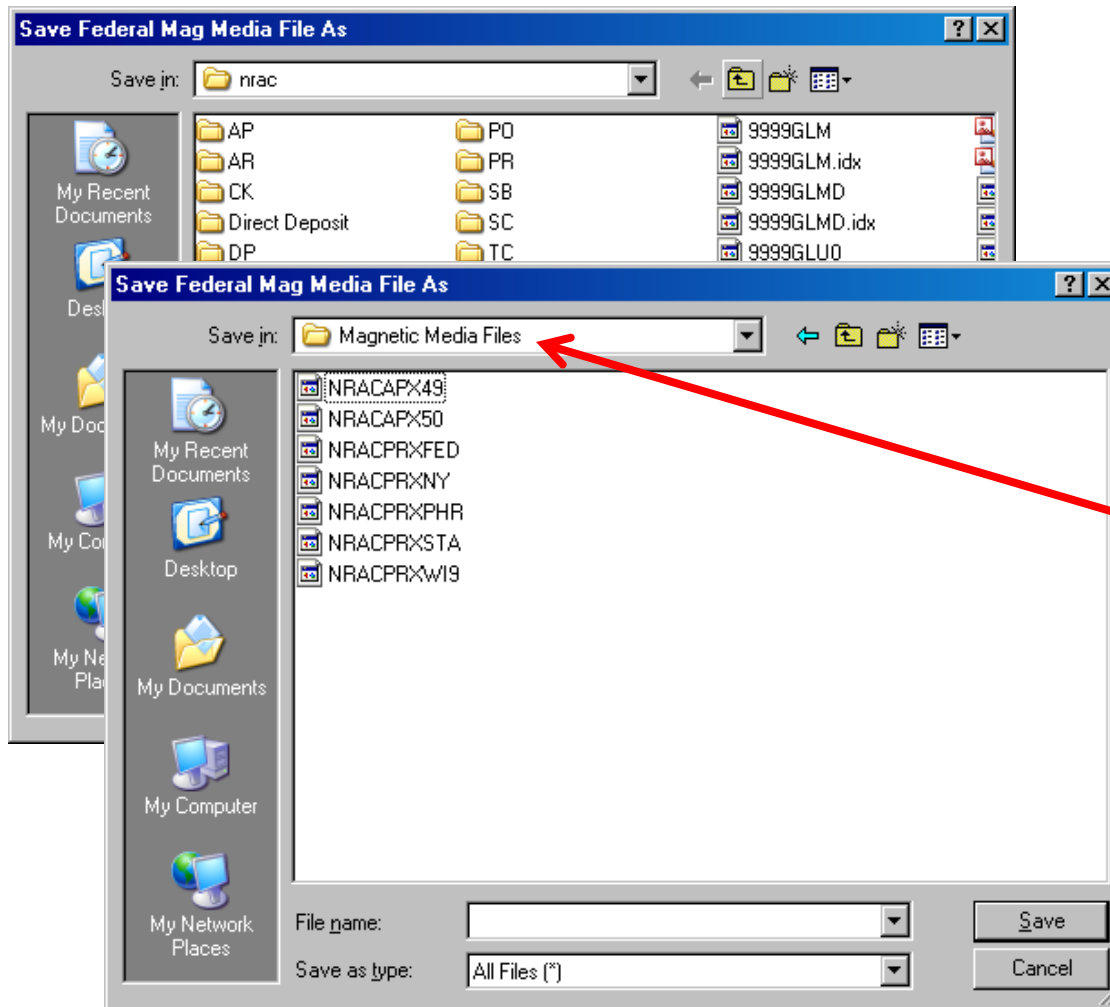 Save Federal Mag Media File As
Save in: nrac
My Recent Documents
AP
AR
CK
Direct Deposit
DP
PO
PR
SB
SC
TC
9999GLM
9999GLM.idx
9999GLMD
9999GLMD.idx
9999GLU0
Save Federal Mag Media File As
Save in: Magnetic Media Files
My Recent
Documents
Desktop
My Documents
My Computer
My Network
Places
NRACAPX49
NRACAPX50
NRACPRXFED
NRACPRXNY
NRACPRXPHR
NRACPRXSTA
NRACPRXWI9
File name:
Save
Save as type: All Files (*)
Cancel